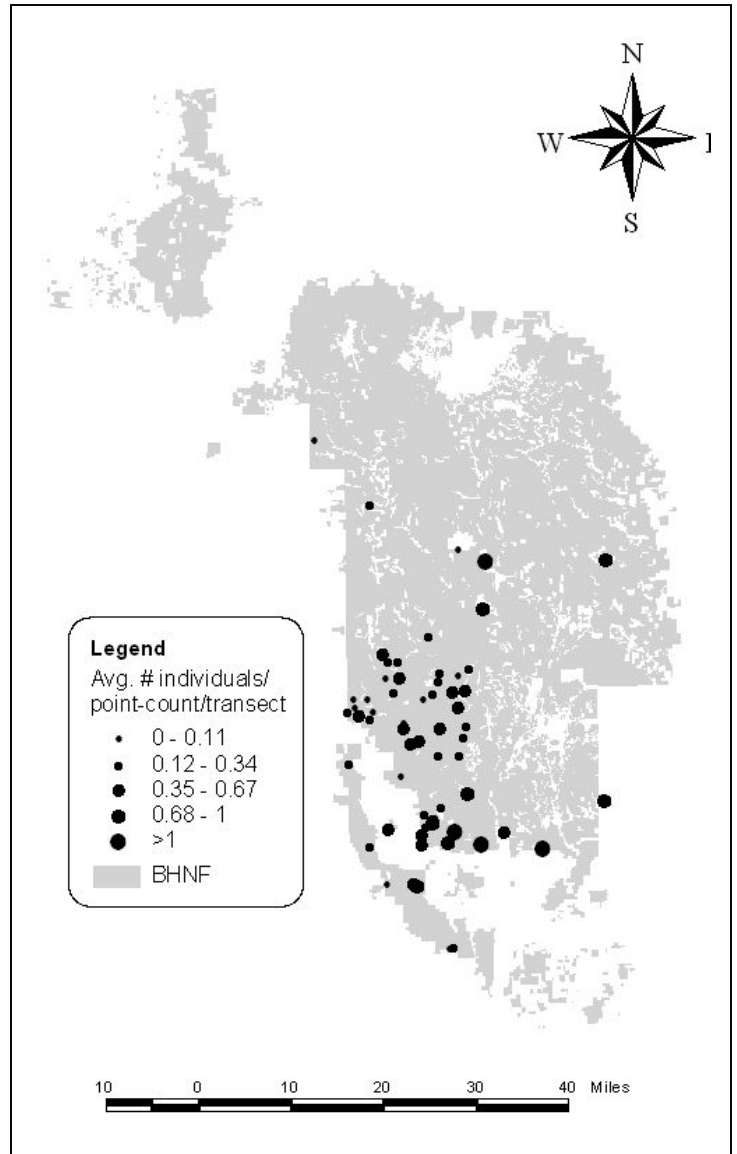 N
W
S
Legend
Avg. # individuals/
point-count/transect
0 - 0.11
0.12 - 0.34
0.35 - 0.67
0.68 - 1
>1
BHNF
10 0 10 20 30 40 Miles